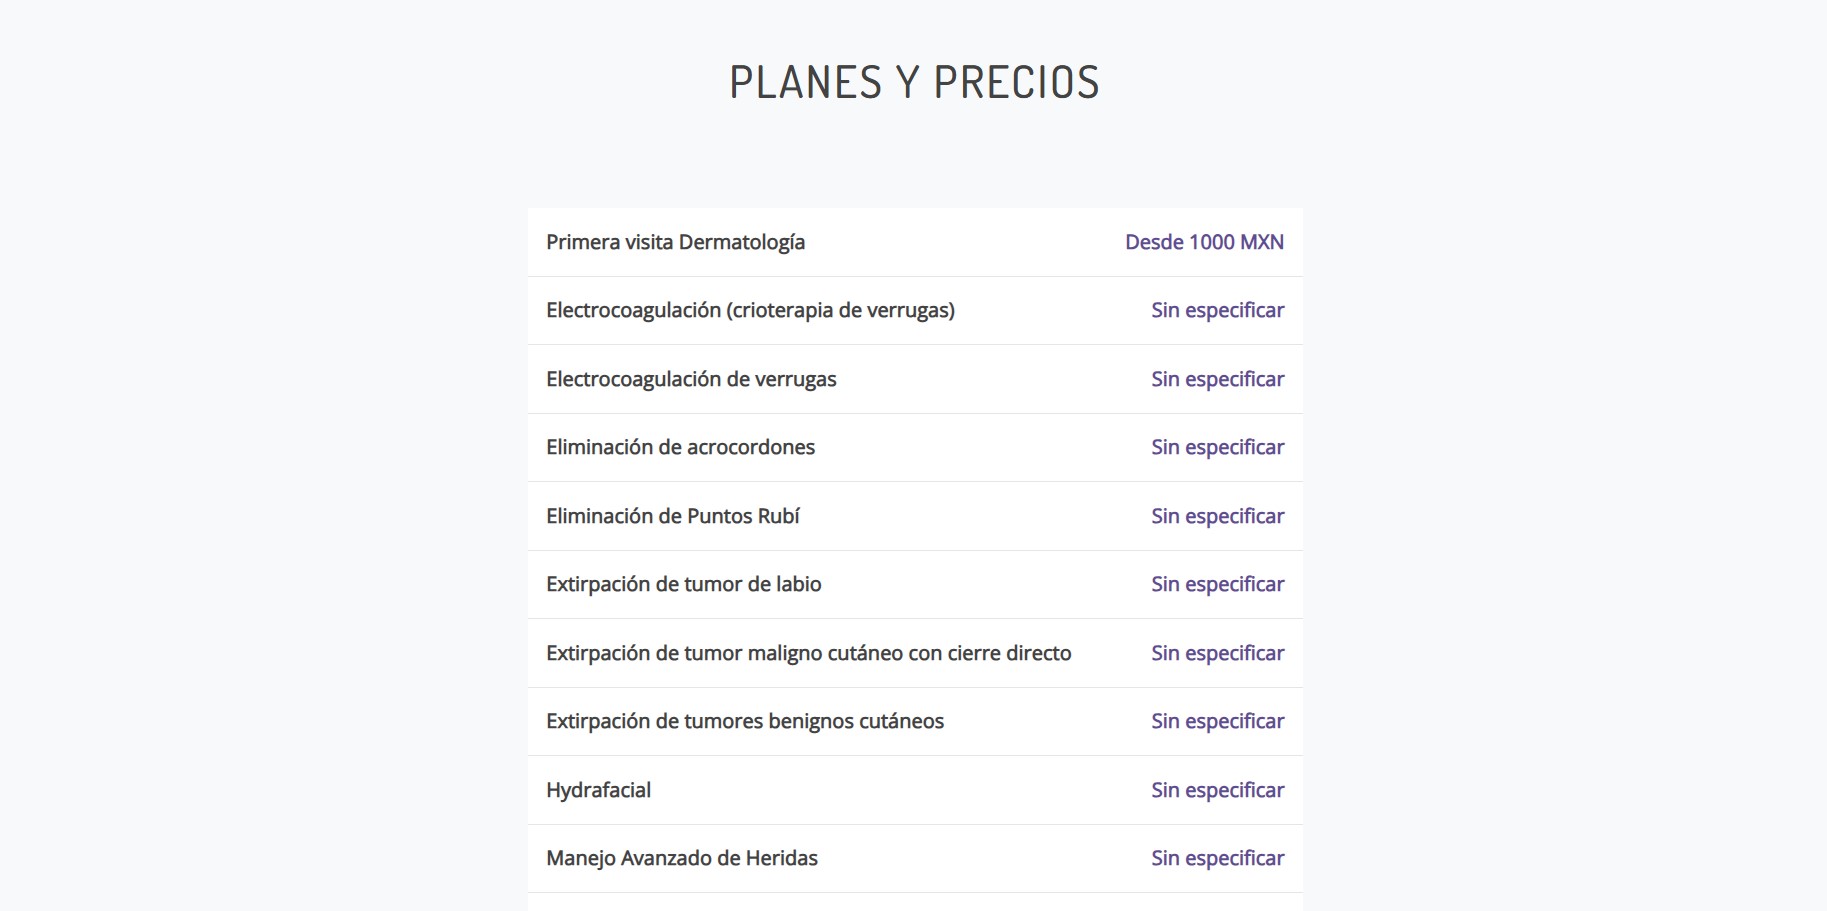 PLANES Y PRECIOS
Primera visita Dermatología Desde 1000 MXN
Electrocoagulación (crioterapia de verrugas) Sin especificar
Electrocoagulación de verrugas Sin especificar
Eliminación de acrocordones Sin especificar
Eliminación de Puntos Rubí Sin especificar
Extirpación de tumor de labio Sin especificar
Extirpación de tumor maligno cutáneo con cierre directo Sin especificar
Extirpación de tumores benignos cutáneos Sin especificar
Hydrafacial Sin especificar
Manejo Avanzado de Heridas Sin especificar